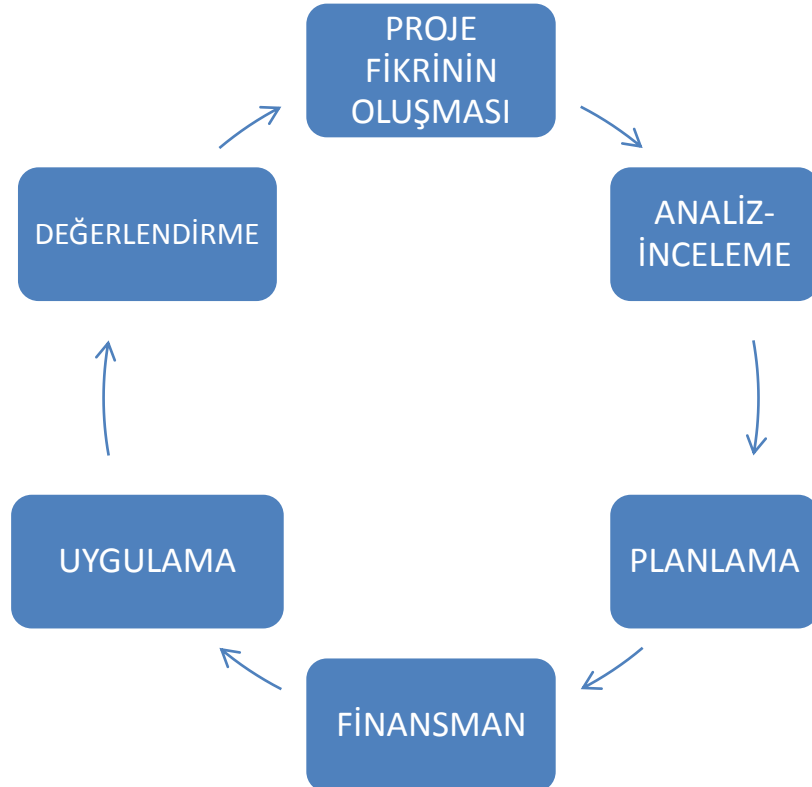 PROJE
FİKRİNİN
OLUŞMASI
ANALİZ-
İNCELEME
PLANLAMA
FİNANSMAN
UYGULAMA
DEĞERLENDİRME